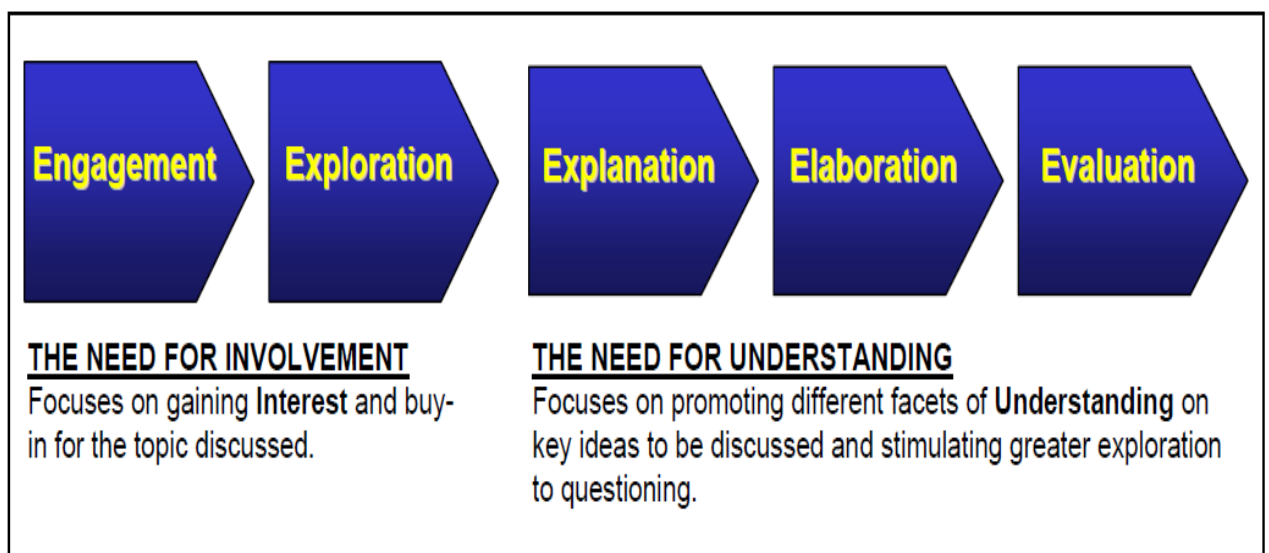 Engagement
Exploration
Explanation
Elaboration
Evaluation
THE NEED FOR INVOLVEMENT
Focuses on gaining Interest and buy-
in for the topic discussed.
THE NEED FOR UNDERSTANDING
Focuses on promoting different facets of Understanding on
key ideas to be discussed and stimulating greater exploration
to questioning.